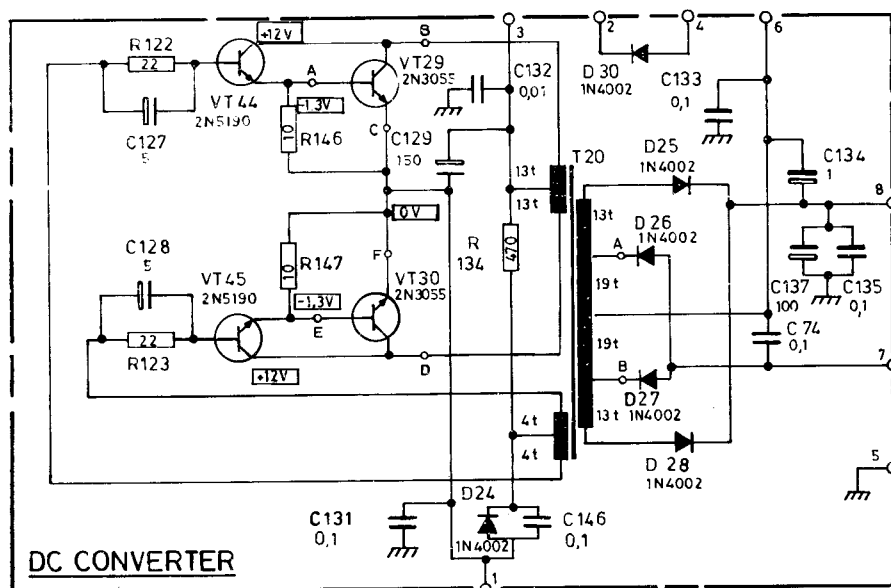 +12V
B
3
2
4
6
R122
22
A
VT29
2N3055
C132
0,01
D30
1N4002
C133
0,1
VT44
2N5190
-1.3V
C127
5
10
R146
C
C129
150
T20
D25
1N4002
C134
1
13t
13t
8
0V
13t
D26
A
1N4002
R
134
470
C128
5
VT45
2N5190
10
R147
F
VT30
2N3055
19t
C137
100
C135
0,1
-1,3V
E
22
R123
19t
C74
0,1
D
B
7
+12V
D27
1N4002
13t
4t
4t
D28
1N4002
5
D24
C131
0,1
1N4002
C146
0,1
DC CONVERTER
1